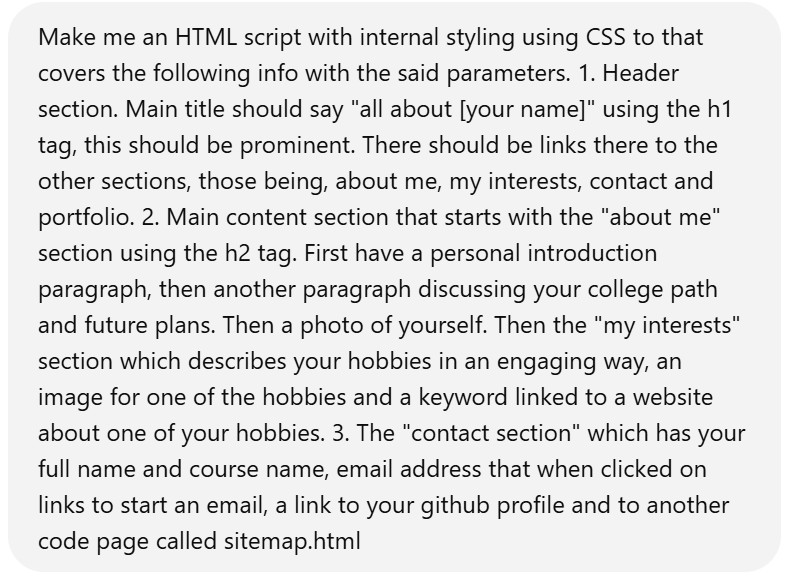 Make me an HTML script with internal styling using CSS to that
covers the following info with the said parameters. 1. Header
section. Main title should say "all about [your name]" using the h1
tag, this should be prominent. There should be links there to the
other sections, those being, about me, my interests, contact and
portfolio. 2. Main content section that starts with the "about me"
section using the h2 tag. First have a personal introduction
paragraph, then another paragraph discussing your college path
and future plans. Then a photo of yourself. Then the "my interests"
section which describes your hobbies in an engaging way, an
image for one of the hobbies and a keyword linked to a website
about one of your hobbies. 3. The "contact section" which has your
full name and course name, email address that when clicked on
links to start an email, a link to your github profile and to another
code page called sitemap.html